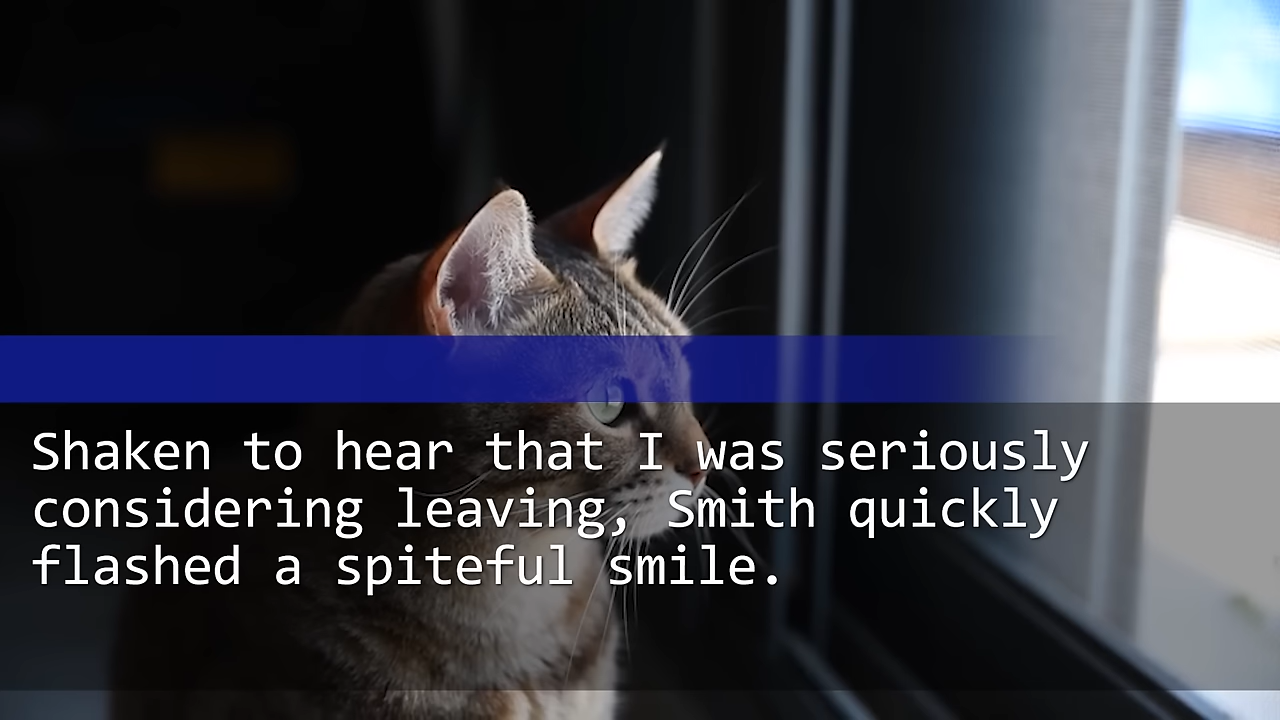 Shaken to hear that I was seriously
considering leaving, Smith quickly
flashed a spiteful smile.